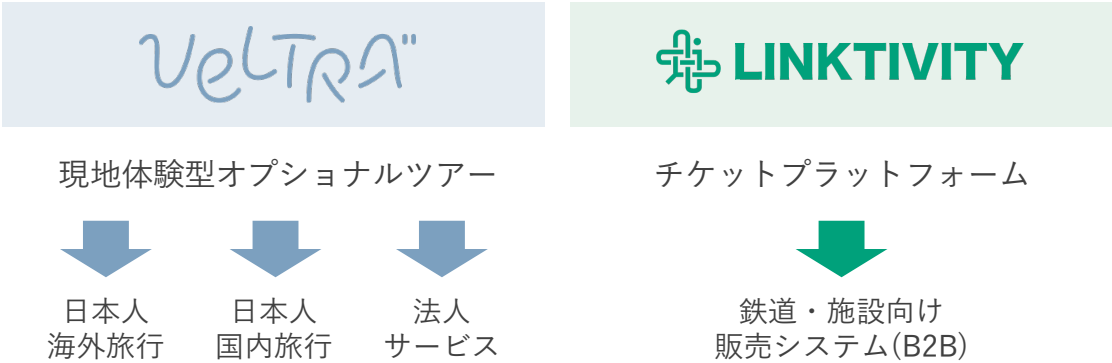 VELTRA
LINKTIVITY
現地体験型オプショナルツアー
チケットプラットフォーム
日本人
海外旅行
日本人
国内旅行
法人
サービス
鉄道・施設向け
販売システム(B2B)